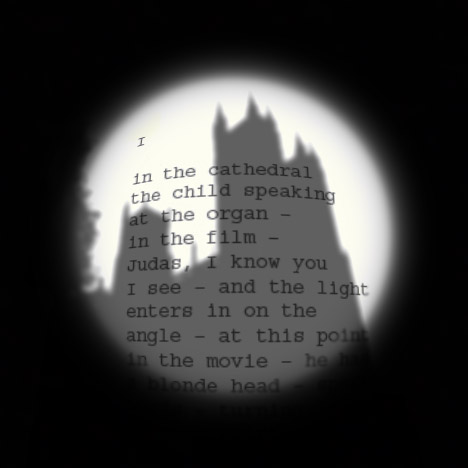 I
in the cathedral
the child speaking
at the organ –
in the film –
Judas, I know you
I see – and the light
enters in on the
angle – at this point
in the movie – he had
blonde head –